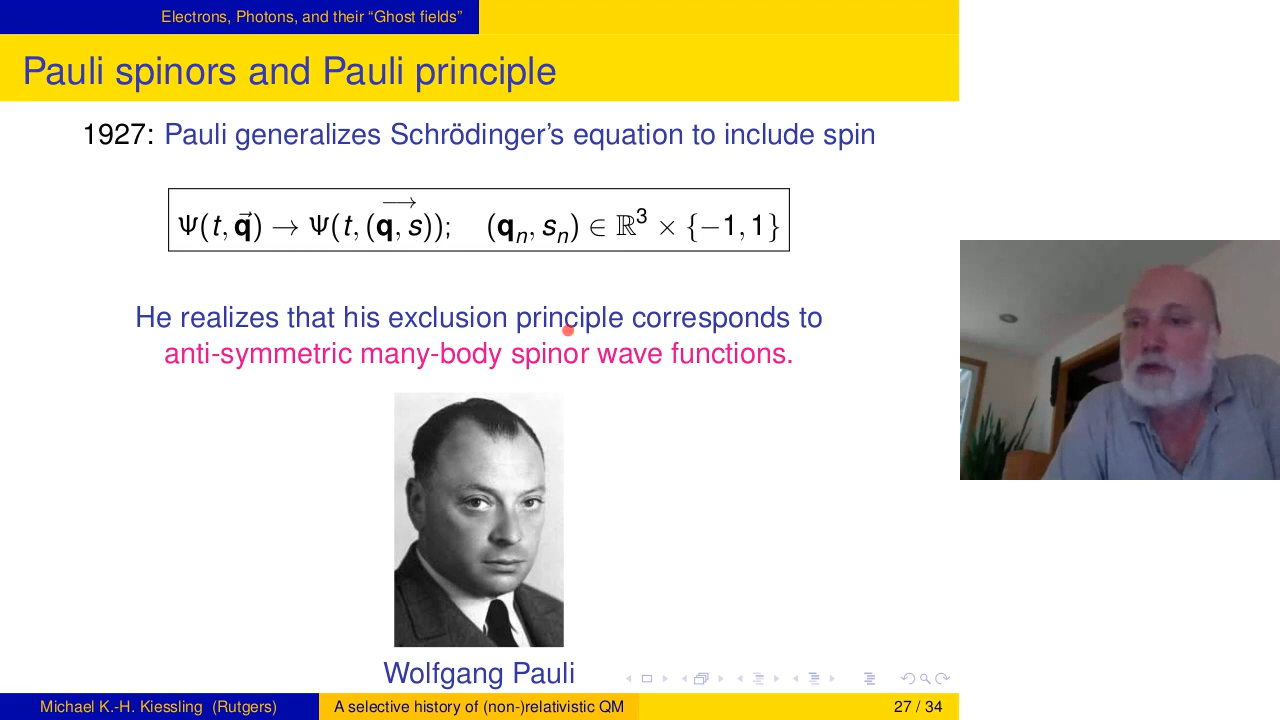 Electrons, Photons, and their “Ghost fields”
Pauli spinors and Pauli principle
1927: Pauli generalizes Schrödinger’s equation to include spin
Ψ(t, q⃗) → Ψ(t, (q, s)⃗); (qₙ, sₙ) ∈ ℝ³ × {−1, 1}
He realizes that his exclusion principle corresponds to
anti-symmetric many-body spinor wave functions.
Wolfgang Pauli
Michael K.-H. Kiessling (Rutgers) A selective history of (non-)relativistic QM 27 / 34